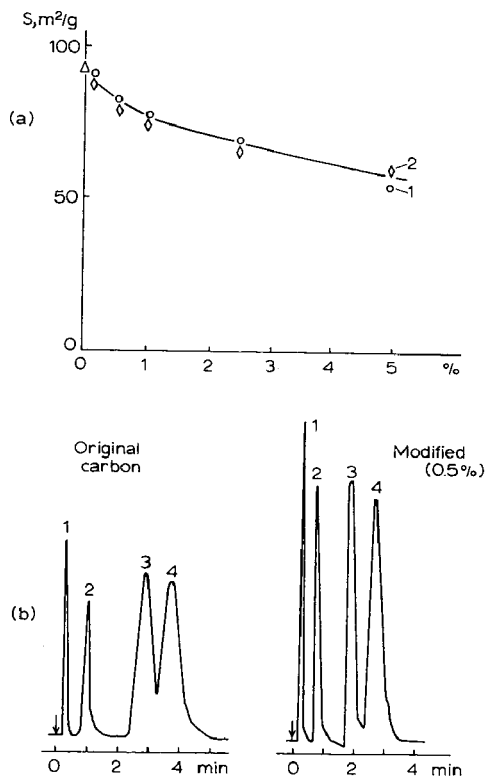 S, m²/g
100
(a)
2
50
1
0
0 1 2 3 4 5 %
Original
carbon
Modified
(0.5%)
1
2
3
4
1
2
3
4
(b)
0 2 4 min
0 2 4 min